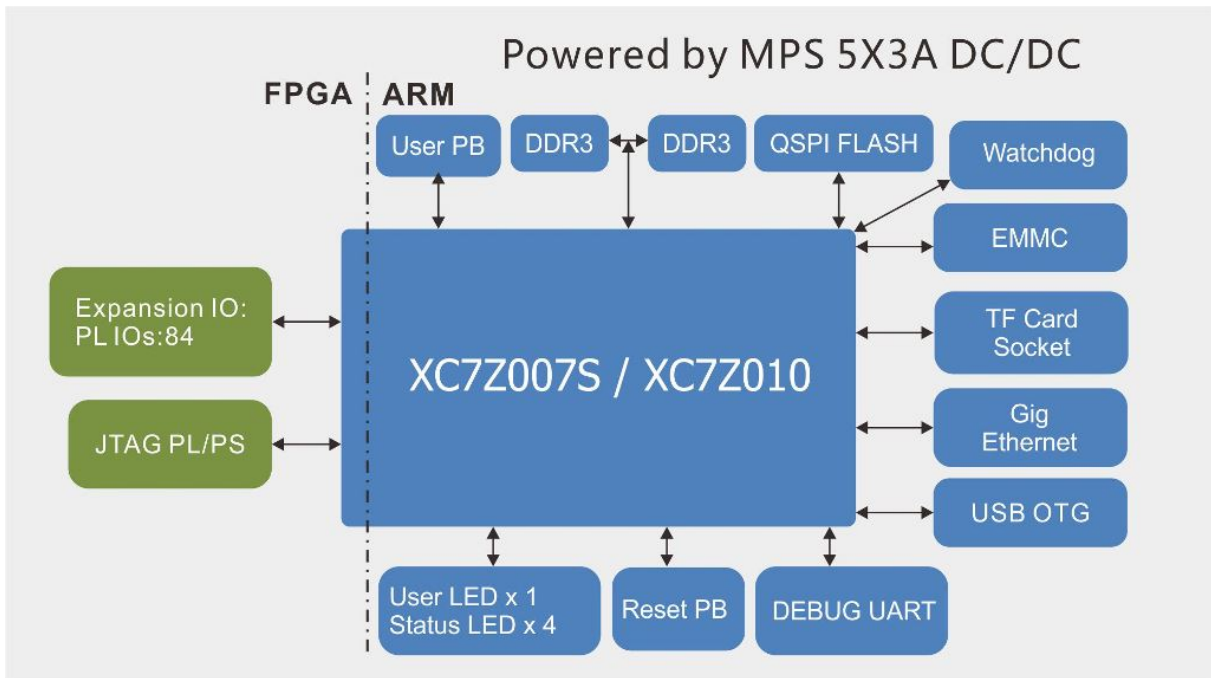 Powered by MPS 5X3A DC/DC
FPGA
ARM
User PB
DDR3
DDR3
QSPI FLASH
Watchdog
EMMC
Expansion IO:
PL IOs:84
TF Card
Socket
XC7Z007S / XC7Z010
Gig
Ethernet
JTAG PL/PS
USB OTG
User LED x 1
Status LED x 4
Reset PB
DEBUG UART